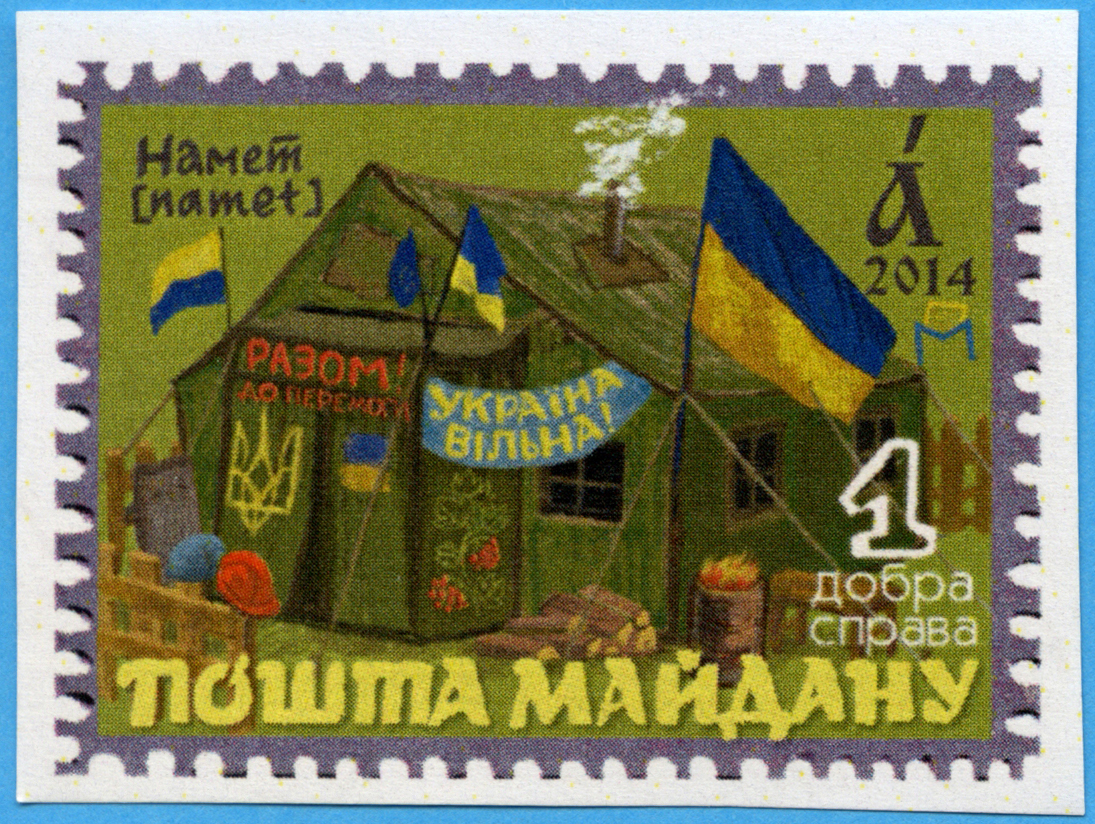 Намет
[namet]
А́
2014
М
РАЗОМ!
ДО ПЕРЕМОГИ
УКРАЇНА
ВІЛЬНА!
1
добра
справа
ПОШТА МАЙДАНУ